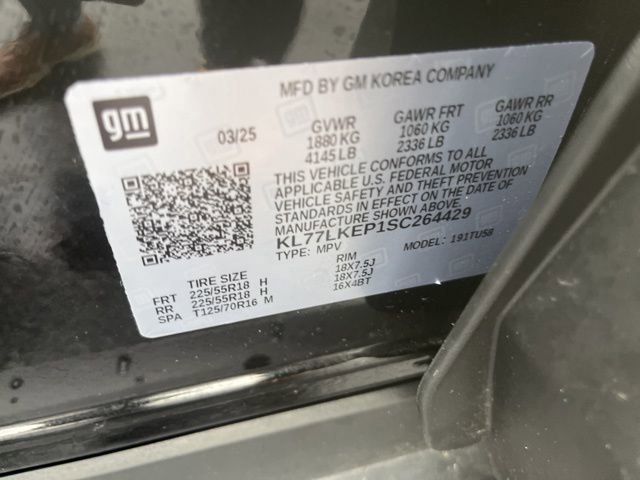 MFD BY GM KOREA COMPANY
gm
03/25
GVWR GAWR FRT GAWR RR
1880 KG 1060 KG 1060 KG
4145 LB 2336 LB 2336 LB
THIS VEHICLE CONFORMS TO ALL
APPLICABLE U.S. FEDERAL MOTOR
VEHICLE SAFETY AND THEFT PREVENTION
STANDARDS IN EFFECT ON THE DATE OF
MANUFACTURE SHOWN ABOVE.
KL77LKEP1SC264429
TYPE: MPV MODEL: 191TU58
TIRE SIZE RIM
FRT 225/55R18 H 18X7.5J
RR 225/55R18 H 18X7.5J
SPA T125/70R16 M 16X4BT